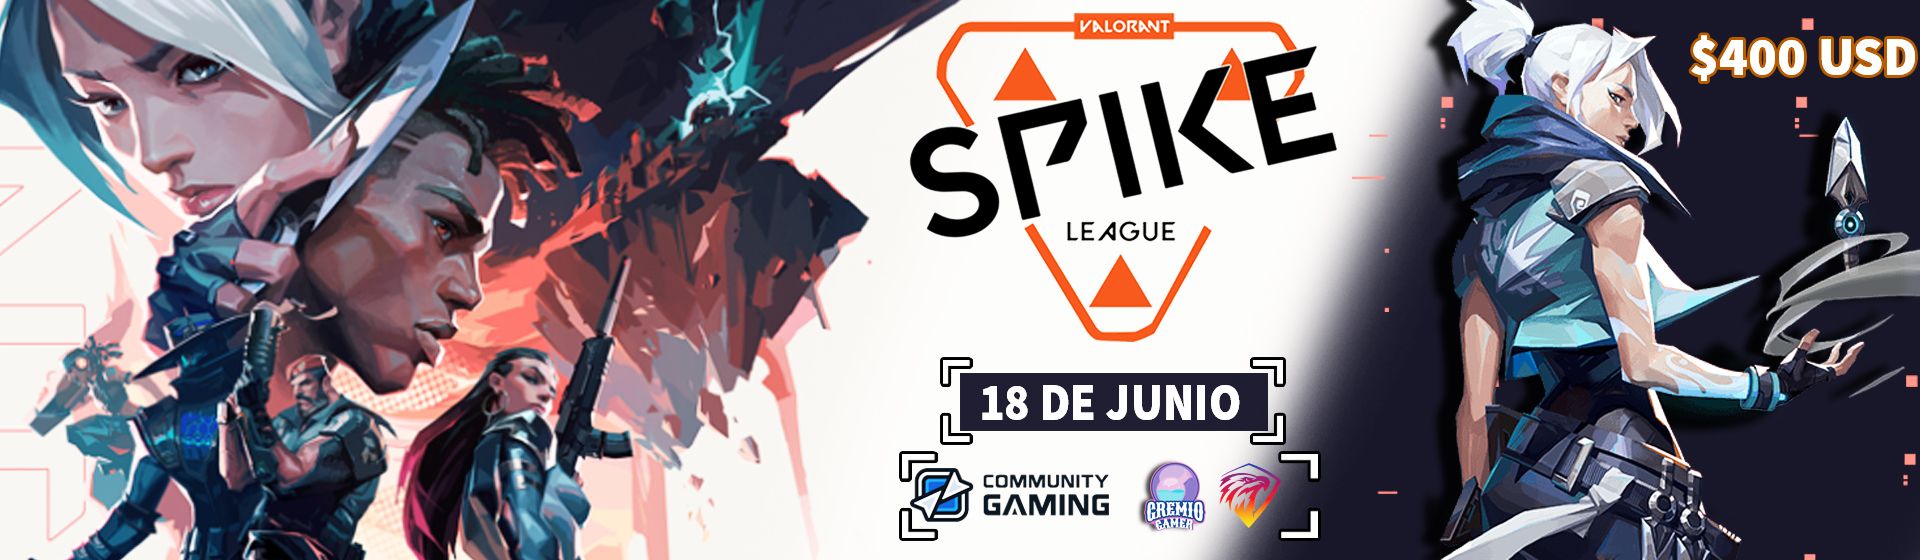 VALORANT
SPIKE
LEAGUE
$400 USD
18 DE JUNIO
COMMUNITY
GAMING
GREMIO
GAMER